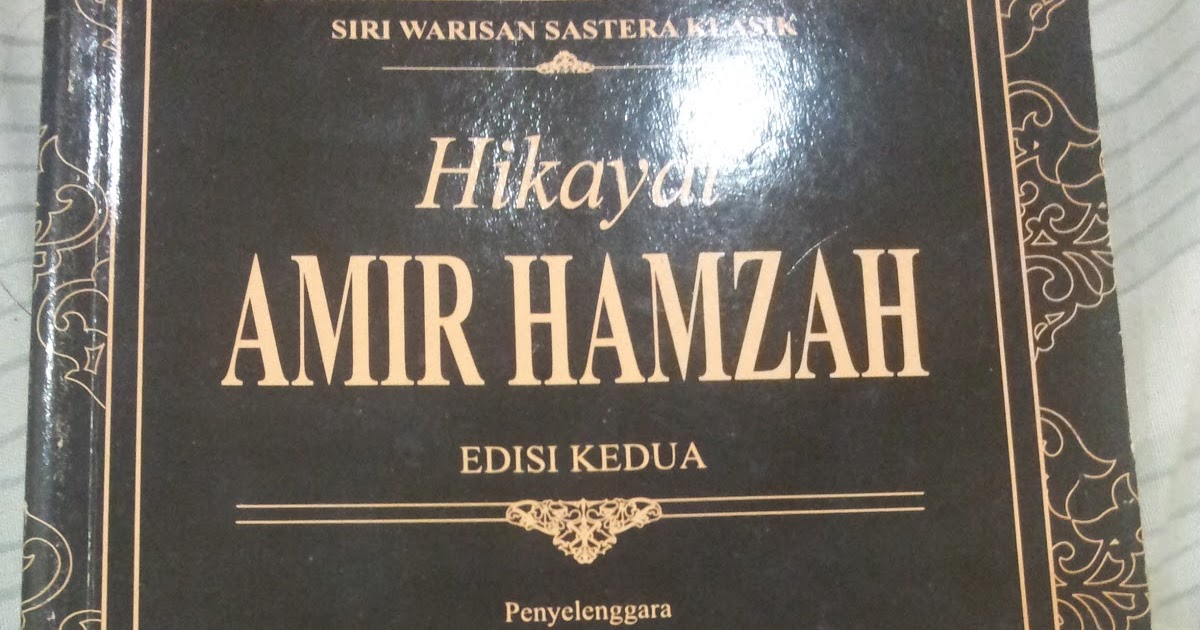 SIRI WARISAN SASTERA KLASIK
Hikayat
AMIR HAMZAH
EDISI KEDUA
Penyelenggara